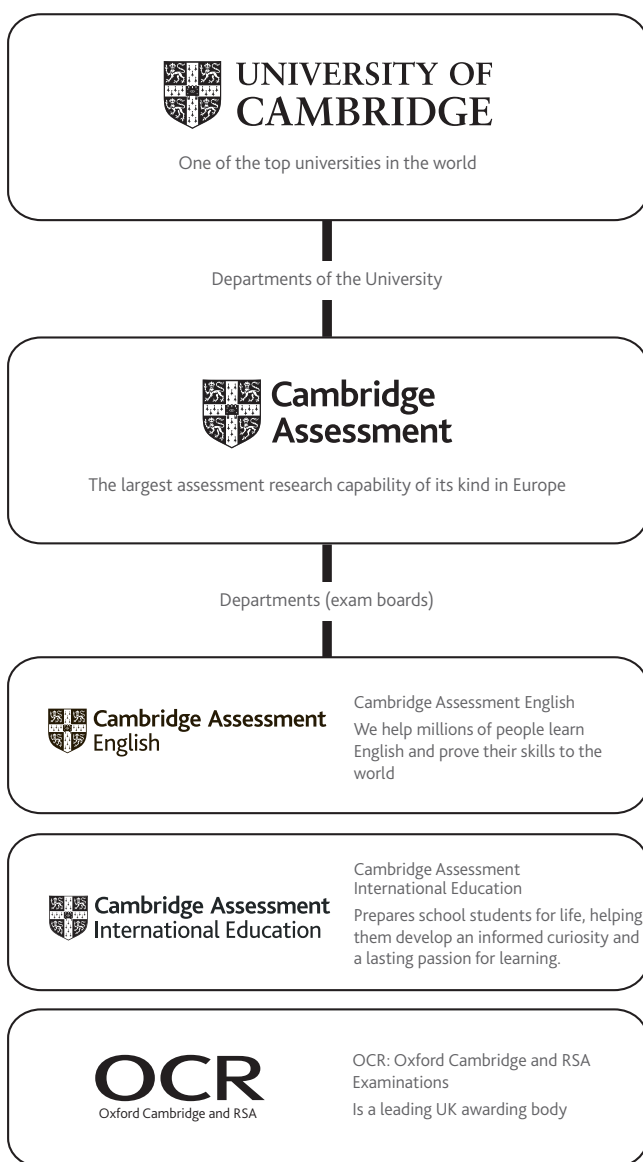 UNIVERSITY OF
CAMBRIDGE
One of the top universities in the world
Departments of the University
Cambridge
Assessment
The largest assessment research capability of its kind in Europe
Departments (exam boards)
Cambridge Assessment
English
Cambridge Assessment English
We help millions of people learn
English and prove their skills to the
world
Cambridge Assessment
International Education
Cambridge Assessment
International Education
Prepares school students for life, helping
them develop an informed curiosity and
a lasting passion for learning.
OCR
Oxford Cambridge and RSA
OCR: Oxford Cambridge and RSA
Examinations
Is a leading UK awarding body